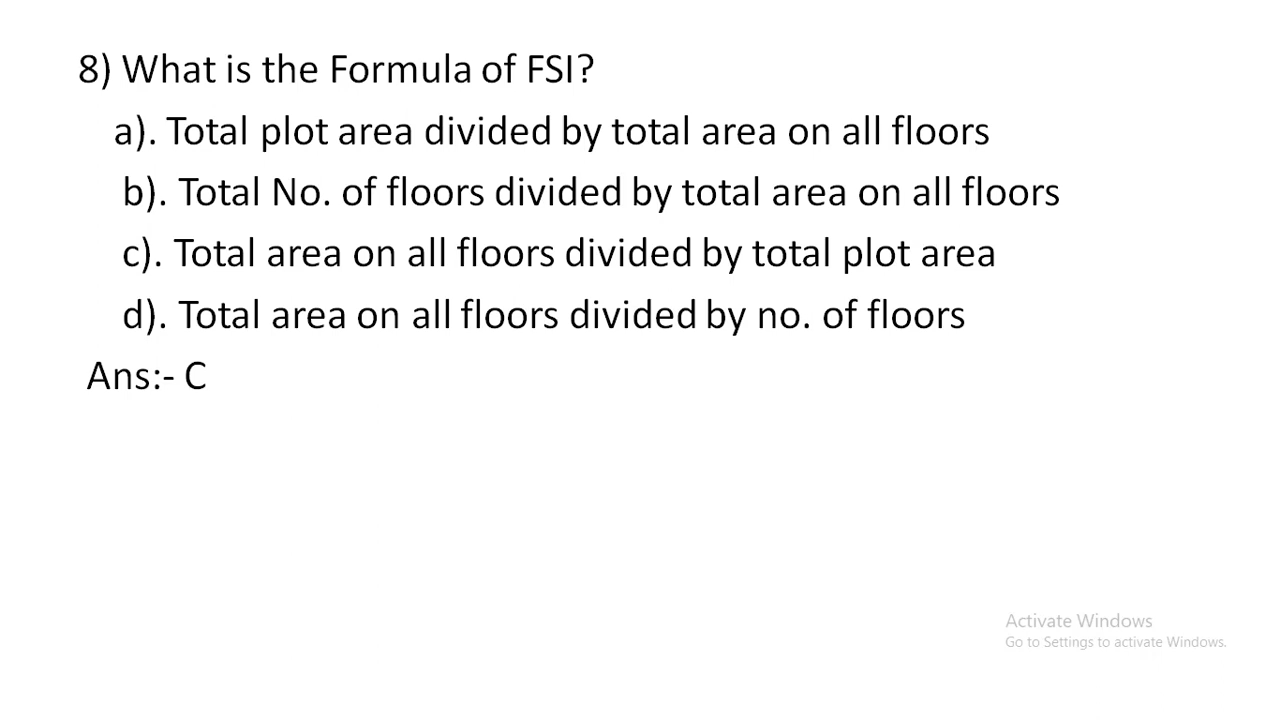 8) What is the Formula of FSI?
a). Total plot area divided by total area on all floors
b). Total No. of floors divided by total area on all floors
c). Total area on all floors divided by total plot area
d). Total area on all floors divided by no. of floors
Ans:- C
Activate Windows
Go to Settings to activate Windows.